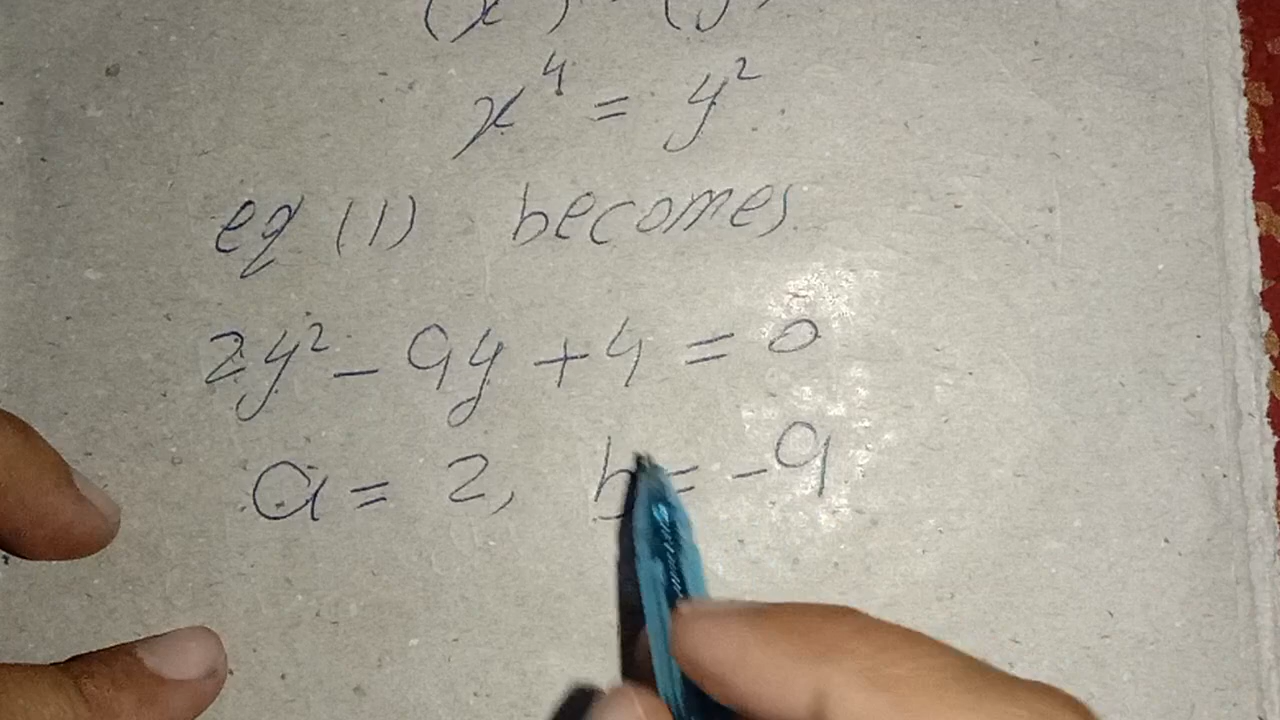 x⁴ = y²
eq (1) becomes
2y² - 9y + 4 = 0
a = 2, b = -9